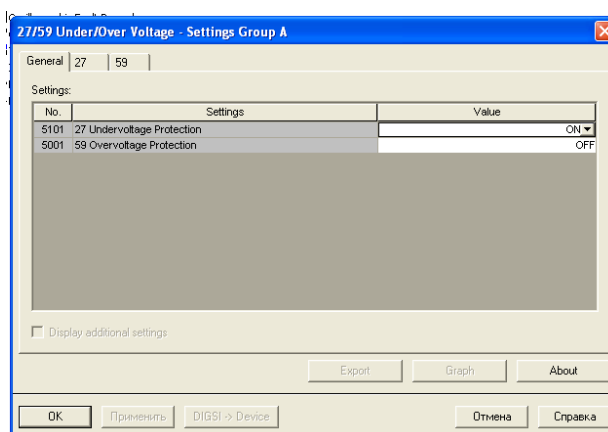 27/59 Under/Over Voltage - Settings Group A
General 27 59
Settings:
No. Settings Value
5101 27 Undervoltage Protection ON
5001 59 Overvoltage Protection OFF
Display additional settings
Export Graph About
OK Применить DIGSI -> Device Отмена Справка